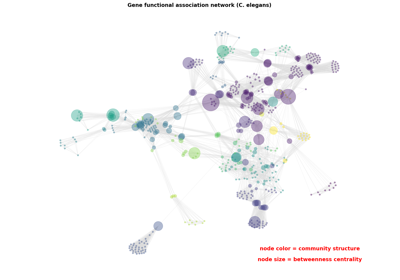 Gene functional association network (C. elegans)
node color = community structure
node size = betweenness centrality